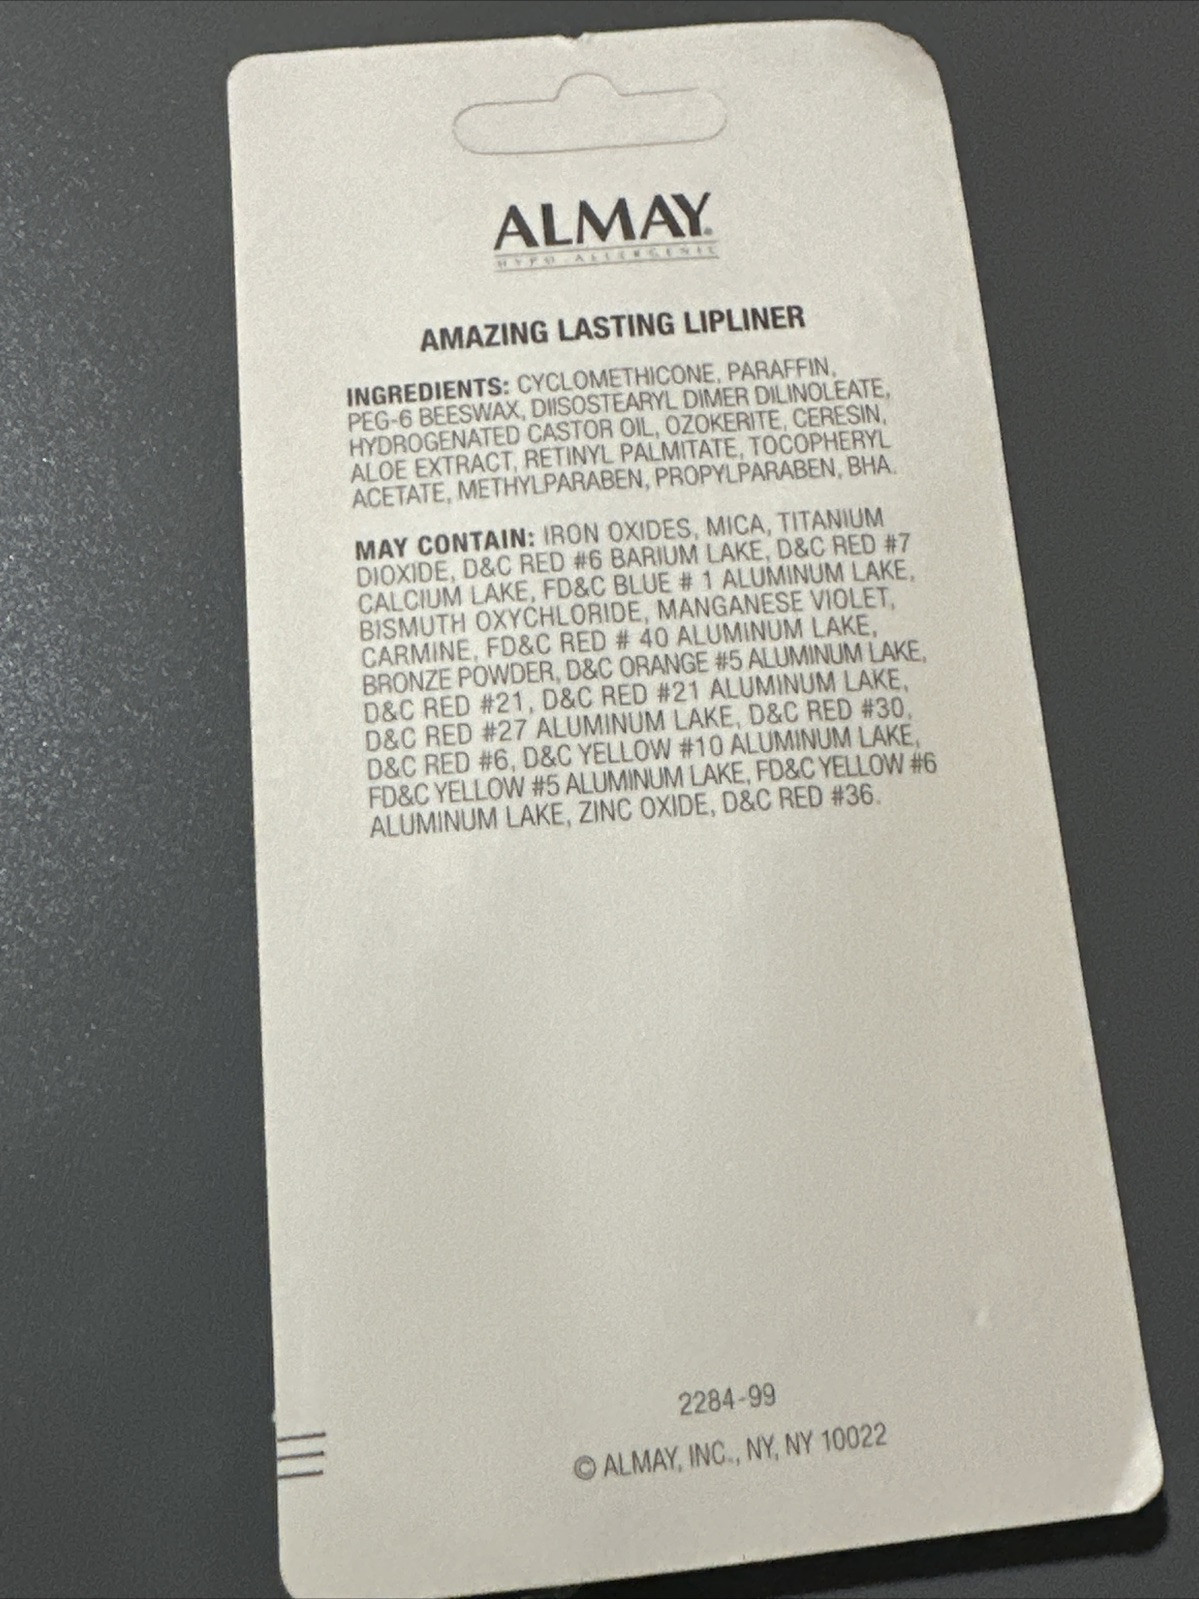 ALMAY®
HYPO-ALLERGENIC
AMAZING LASTING LIPLINER
INGREDIENTS: CYCLOMETHICONE, PARAFFIN,
PEG-6 BEESWAX, DIISOSTEARYL DIMER DILINOLEATE,
HYDROGENATED CASTOR OIL, OZOKERITE, CERESIN,
ALOE EXTRACT, RETINYL PALMITATE, TOCOPHERYL
ACETATE, METHYLPARABEN, PROPYLPARABEN, BHA.
MAY CONTAIN: IRON OXIDES, MICA, TITANIUM
DIOXIDE, D&C RED #6 BARIUM LAKE, D&C RED #7
CALCIUM LAKE, FD&C BLUE # 1 ALUMINUM LAKE,
BISMUTH OXYCHLORIDE, MANGANESE VIOLET,
CARMINE, FD&C RED # 40 ALUMINUM LAKE,
BRONZE POWDER, D&C ORANGE #5 ALUMINUM LAKE,
D&C RED #21, D&C RED #21 ALUMINUM LAKE,
D&C RED #27 ALUMINUM LAKE, D&C RED #30,
D&C RED #6, D&C YELLOW #10 ALUMINUM LAKE,
FD&C YELLOW #5 ALUMINUM LAKE, FD&C YELLOW #6
ALUMINUM LAKE, ZINC OXIDE, D&C RED #36.
2284-99
© ALMAY, INC., NY, NY 10022